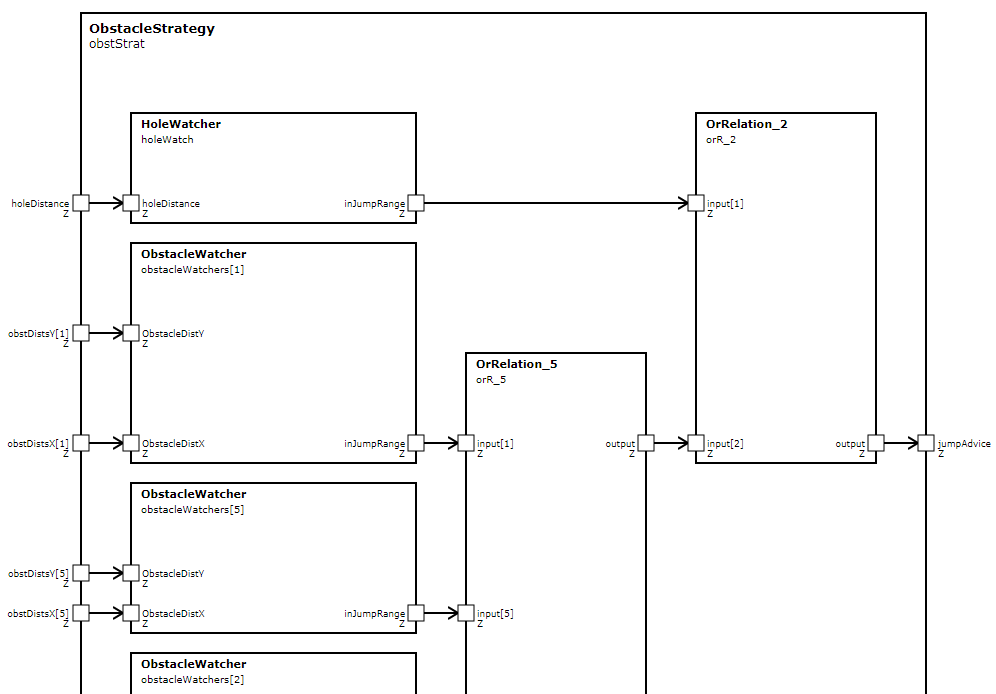 ObstacleStrategy
obstStrat
HoleWatcher
holeWatch
OrRelation_2
orR_2
holeDistance
Z
holeDistance
Z
inJumpRange
Z
input[1]
Z
ObstacleWatcher
obstacleWatchers[1]
obstDistsY[1]
Z
ObstacleDistY
Z
OrRelation_5
orR_5
obstDistsX[1]
Z
ObstacleDistX
Z
inJumpRange
Z
input[1]
Z
output
Z
input[2]
Z
output
Z
jumpAdvice
Z
ObstacleWatcher
obstacleWatchers[5]
obstDistsY[5]
Z
ObstacleDistY
Z
obstDistsX[5]
Z
ObstacleDistX
Z
inJumpRange
Z
input[5]
Z
ObstacleWatcher
obstacleWatchers[2]